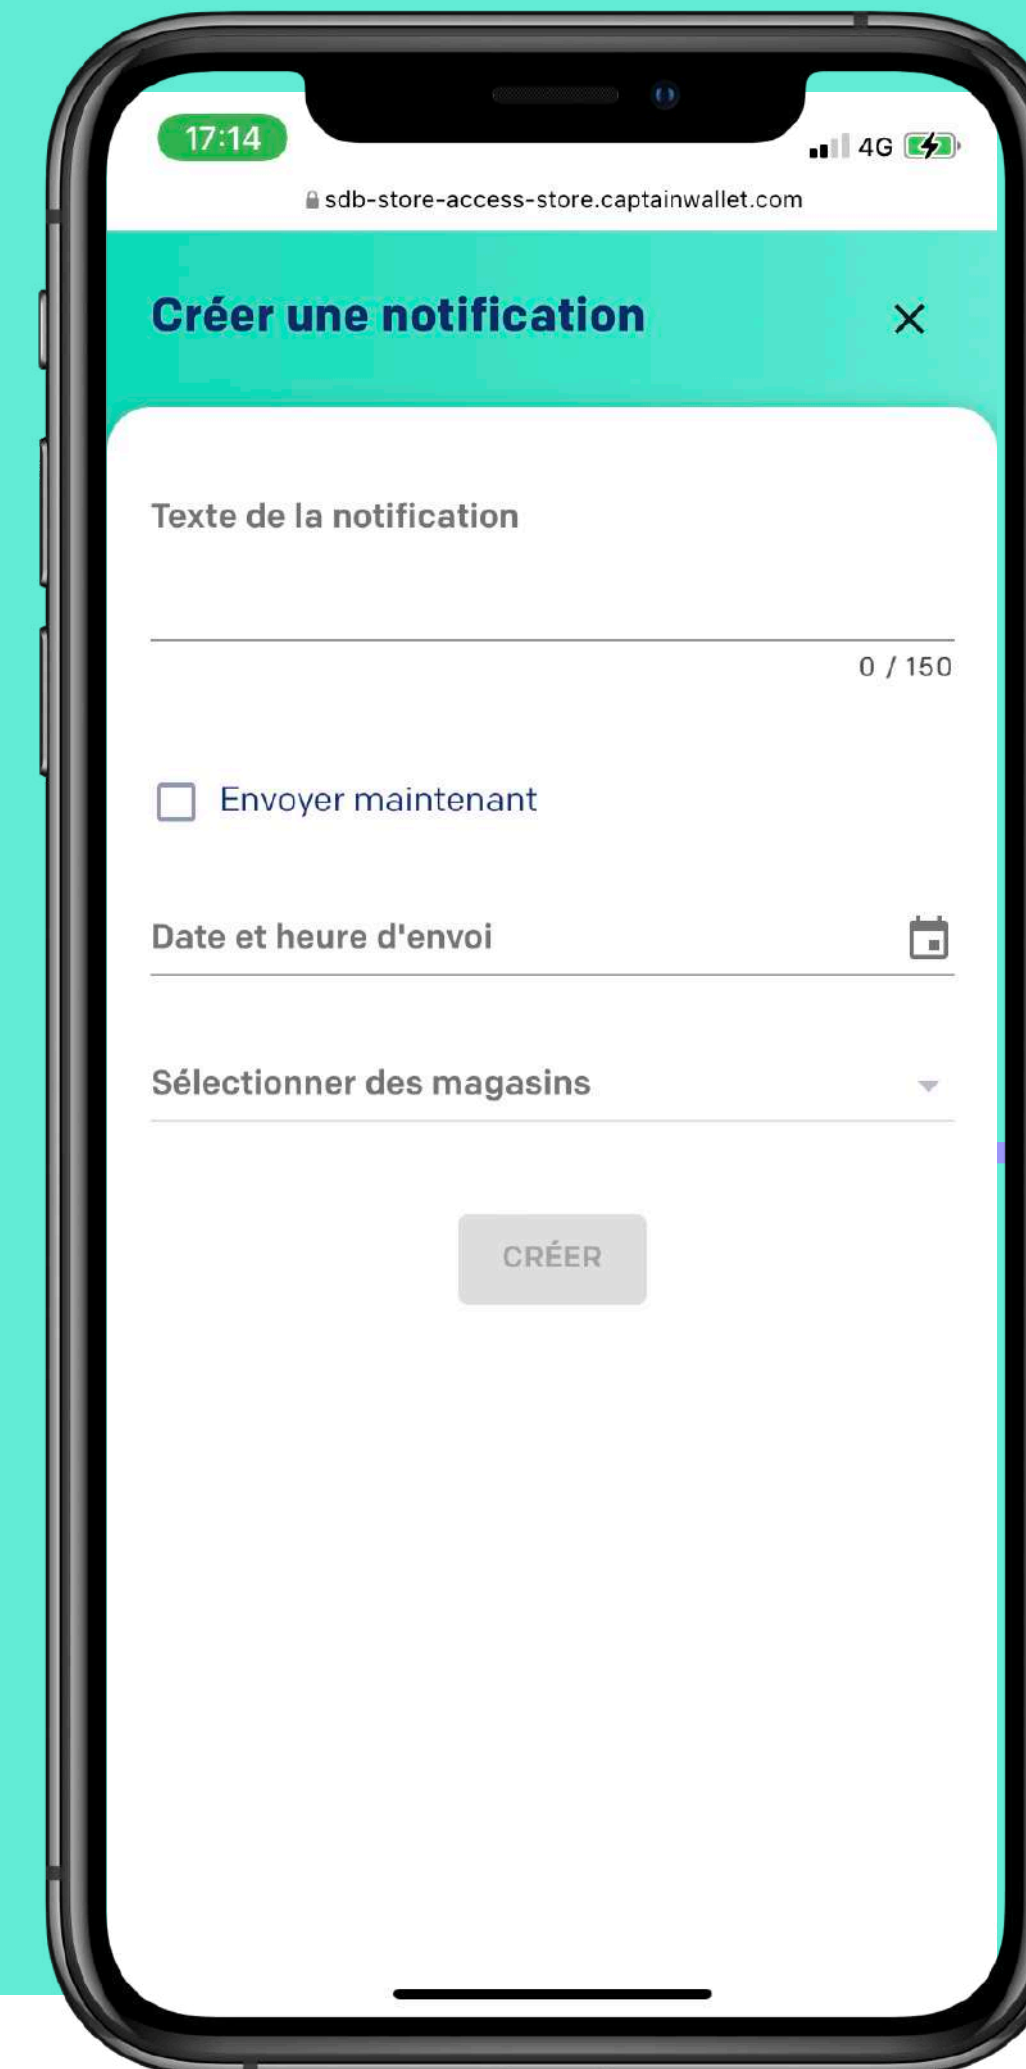 17:14
4G
sdb-store-access-store.captainwallet.com
Créer une notification
Texte de la notification
0 / 150
Envoyer maintenant
Date et heure d'envoi
Sélectionner des magasins
CRÉER